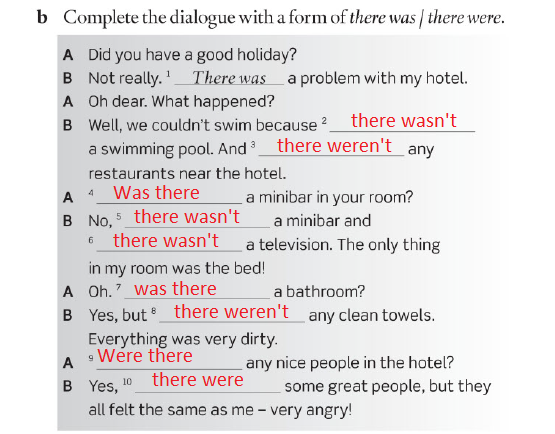 b Complete the dialogue with a form of there was / there were.
A Did you have a good holiday?
B Not really. 1 There was a problem with my hotel.
A Oh dear. What happened?
B Well, we couldn't swim because 2 there wasn't
a swimming pool. And 3 there weren't any
restaurants near the hotel.
A 4 Was there a minibar in your room?
B No, 5 there wasn't a minibar and
6 there wasn't a television. The only thing
in my room was the bed!
A Oh. 7 was there a bathroom?
B Yes, but 8 there weren't any clean towels.
Everything was very dirty.
A 9 Were there any nice people in the hotel?
B Yes, 10 there were some great people, but they
all felt the same as me – very angry!